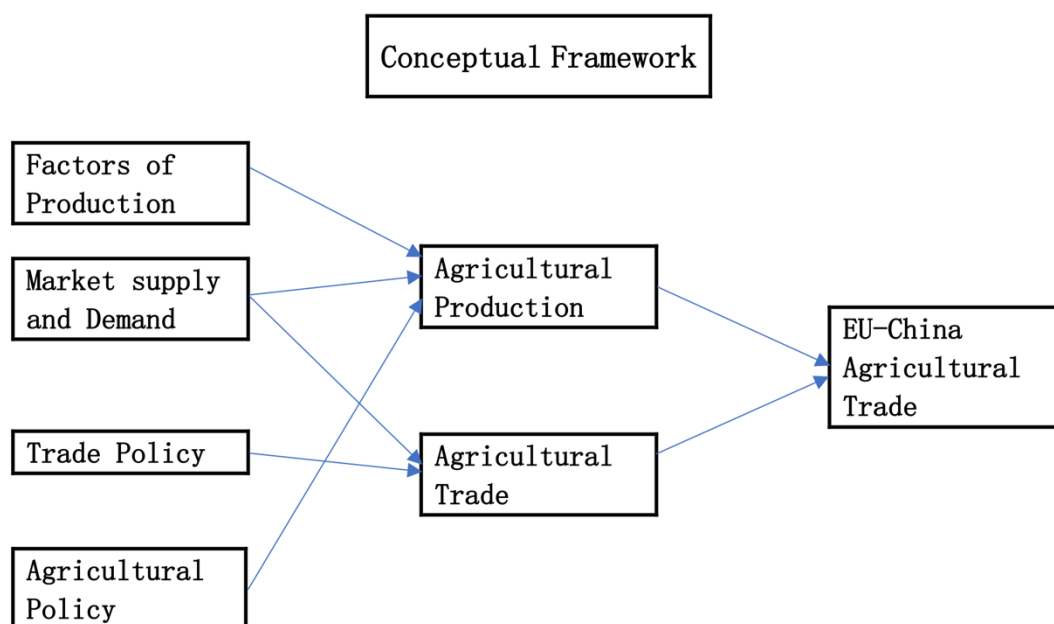 Conceptual Framework
Factors of
Production
Market supply
and Demand
Trade Policy
Agricultural
Policy
Agricultural
Production
Agricultural
Trade
EU-China
Agricultural
Trade